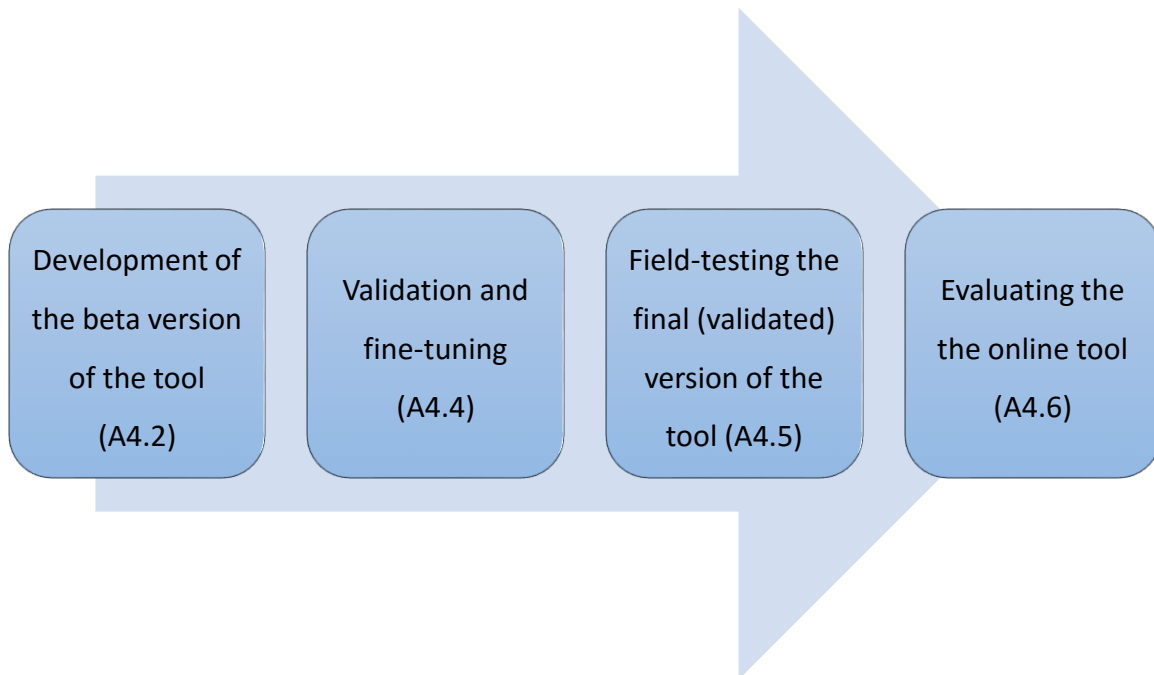 Development of
the beta version
of the tool
(A4.2)
Validation and
fine-tuning
(A4.4)
Field-testing the
final (validated)
version of the
tool (A4.5)
Evaluating the
the online tool
(A4.6)